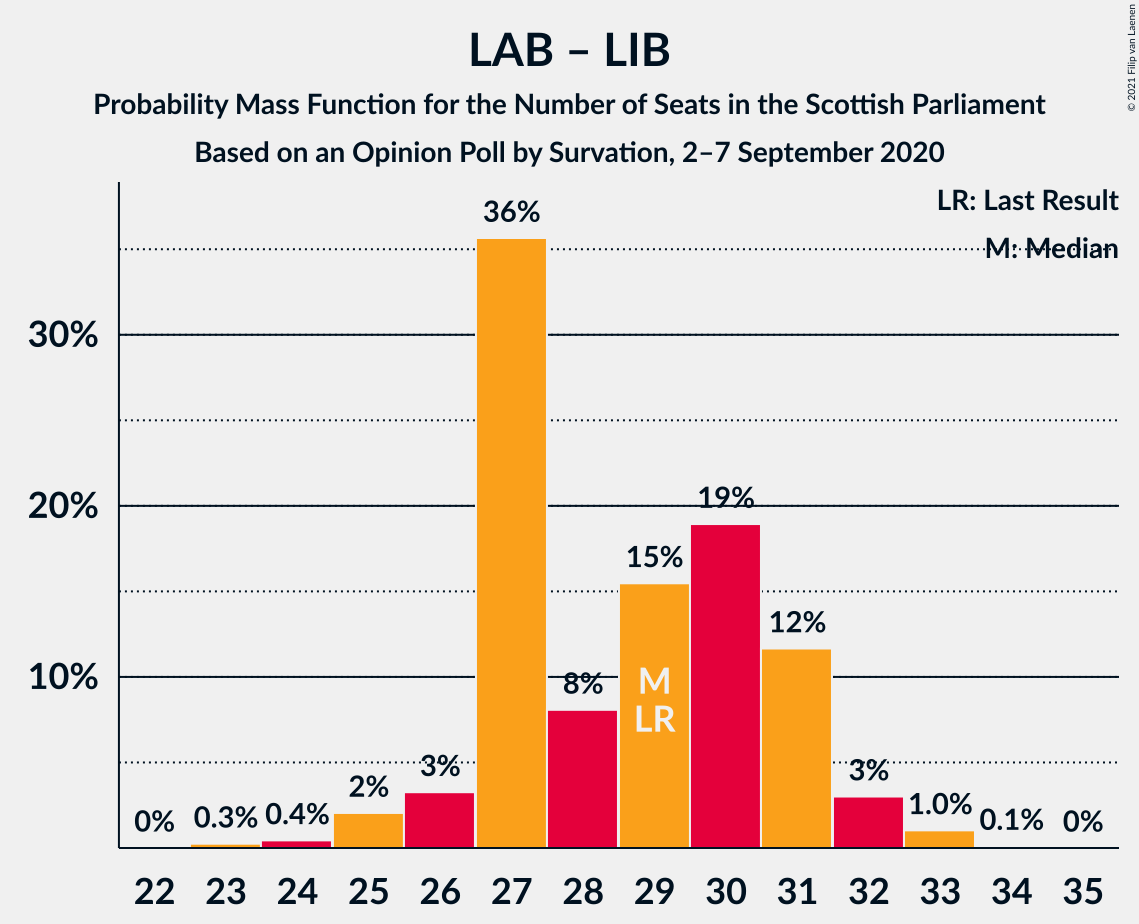 LAB – LIB
Probability Mass Function for the Number of Seats in the Scottish Parliament
Based on an Opinion Poll by Survation, 2–7 September 2020
© 2021 Filip van Laenen
LR: Last Result
M: Median
36%
30%
20%
19%
15%
12%
10%
8%
M
LR
3%
3%
2%
1.0%
0%
0.3%
0.4%
0.1%
0%
22 23 24 25 26 27 28 29 30 31 32 33 34 35